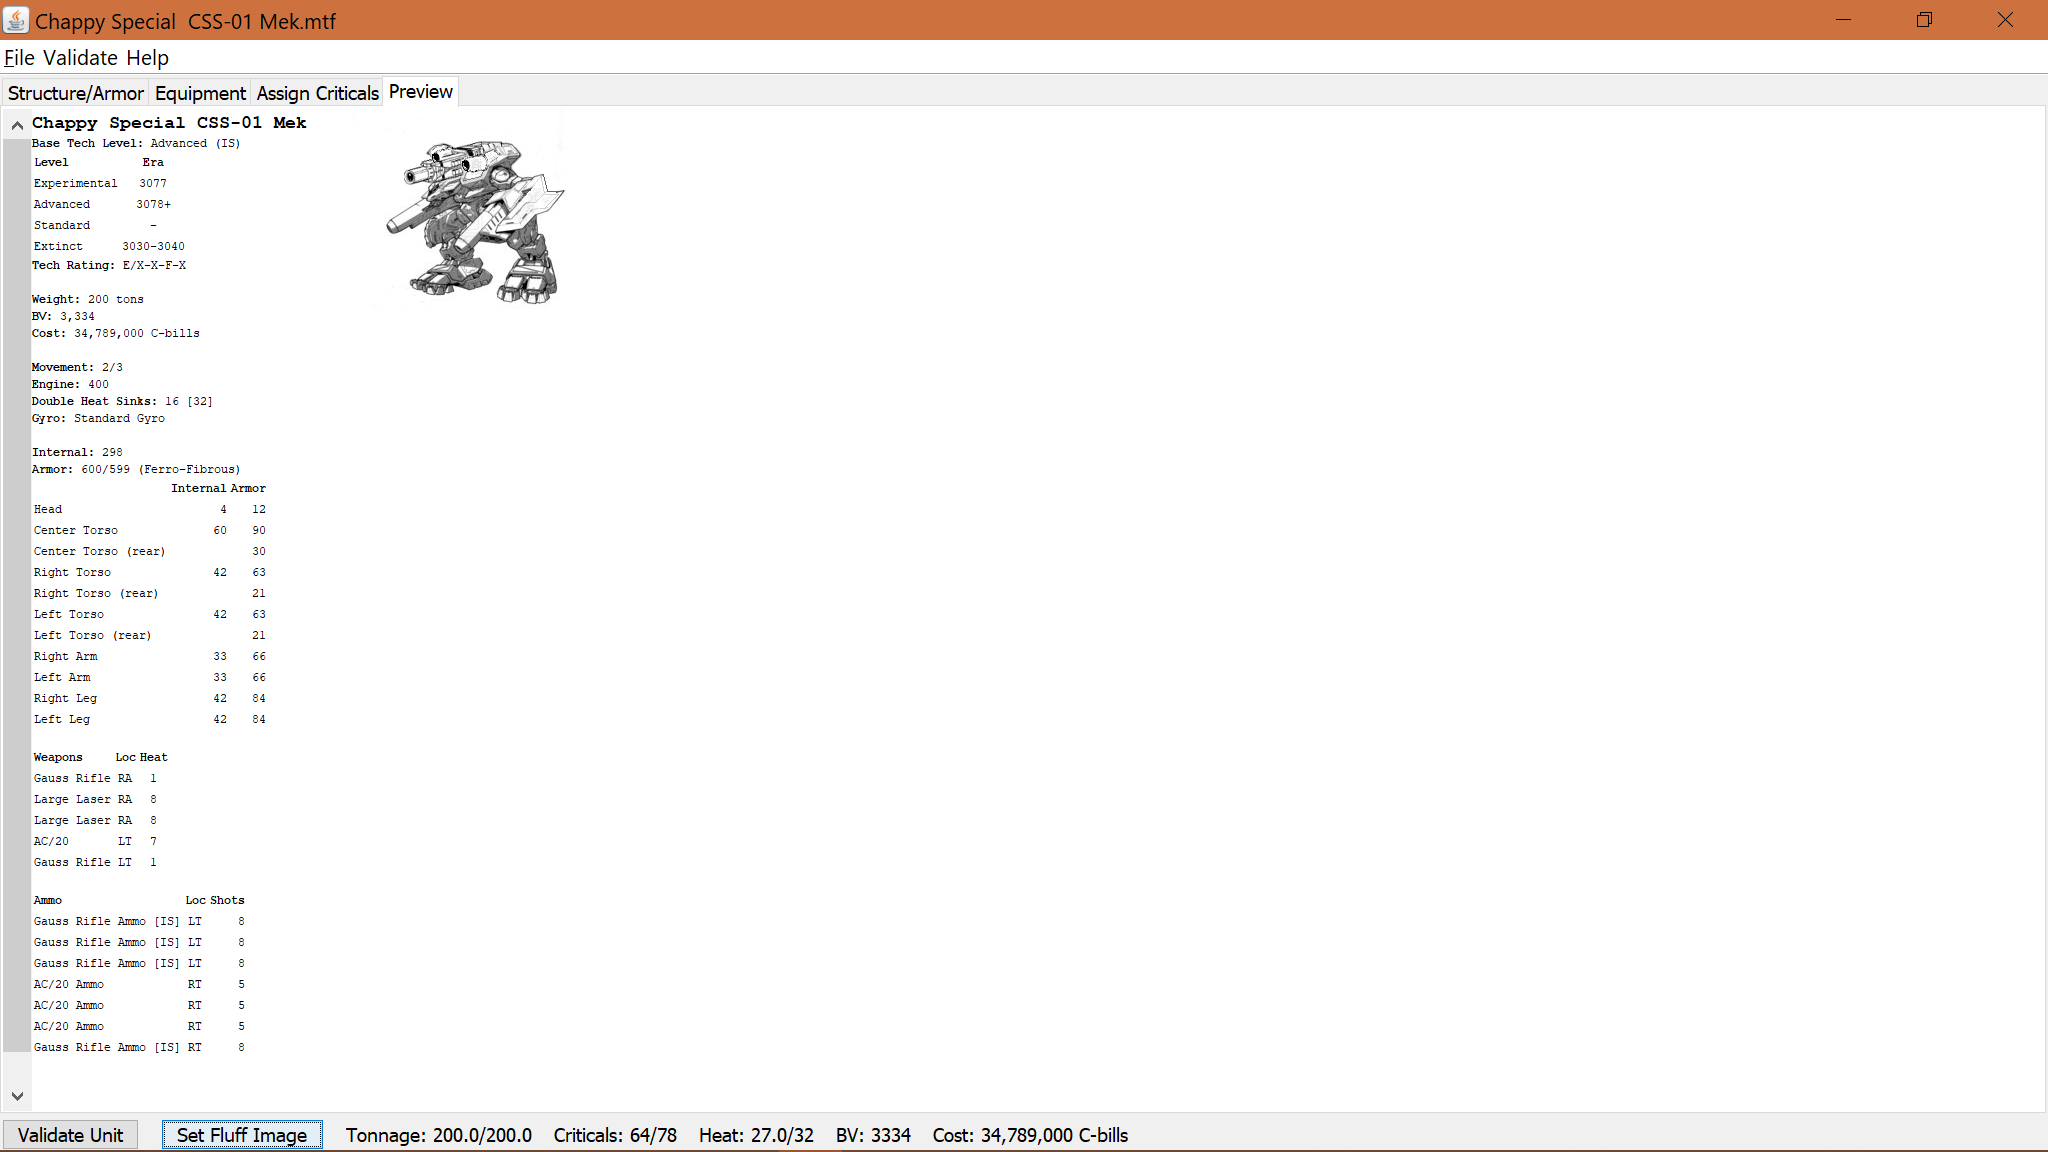 Chappy Special  CSS-01 Mek.mtf
File Validate Help
Structure/Armor Equipment Assign Criticals Preview
Chappy Special CSS-01 Mek
Base Tech Level: Advanced (IS)
Level Era
Experimental 3077
Advanced 3078+
Standard -
Extinct 3030-3040
Tech Rating: E/X-X-F-X
Weight: 200 tons
BV: 3,334
Cost: 34,789,000 C-bills
Movement: 2/3
Engine: 400
Double Heat Sinks: 16 [32]
Gyro: Standard Gyro
Internal: 298
Armor: 600/599 (Ferro-Fibrous)
Internal Armor
Head 4 12
Center Torso 60 90
Center Torso (rear) 30
Right Torso 42 63
Right Torso (rear) 21
Left Torso 42 63
Left Torso (rear) 21
Right Arm 33 66
Left Arm 33 66
Right Leg 42 84
Left Leg 42 84
Weapons Loc Heat
Gauss Rifle RA 1
Large Laser RA 8
Large Laser RA 8
AC/20 LT 7
Gauss Rifle LT 1
Ammo Loc Shots
Gauss Rifle Ammo [IS] LT 8
Gauss Rifle Ammo [IS] LT 8
Gauss Rifle Ammo [IS] LT 8
AC/20 Ammo RT 5
AC/20 Ammo RT 5
AC/20 Ammo RT 5
Gauss Rifle Ammo [IS] RT 8
Validate Unit Set Fluff Image Tonnage: 200.0/200.0 Criticals: 64/78 Heat: 27.0/32 BV: 3334 Cost: 34,789,000 C-bills